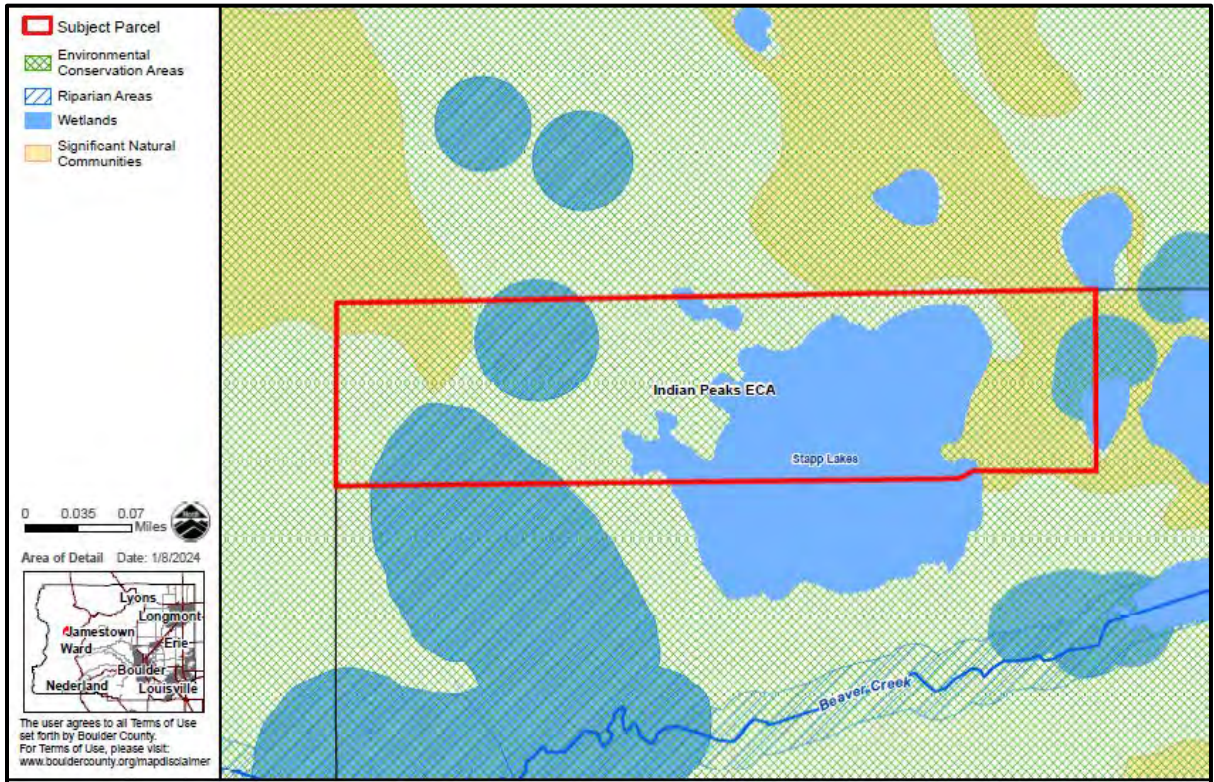 Subject Parcel
Environmental
Conservation Areas
Riparian Areas
Wetlands
Significant Natural
Communities
Indian Peaks ECA
Stapp Lakes
Beaver Creek
0 0.035 0.07
Miles
Area of Detail Date: 1/8/2024
Lyons
Longmont
Jamestown
Ward
Erie
Boulder
Nederland
Louisville
The user agrees to all Terms of Use
set forth by Boulder County.
For Terms of Use, please visit:
www.bouldercounty.org/mapdisclaimer